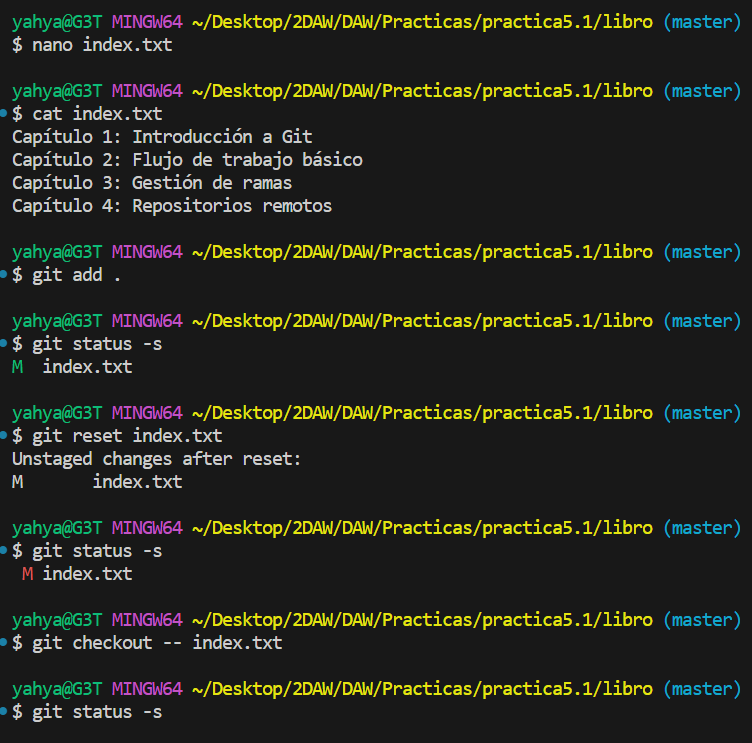 yahya@G3T MINGW64 ~/Desktop/2DAW/DAW/Practicas/practica5.1/libro (master)
$ nano index.txt
yahya@G3T MINGW64 ~/Desktop/2DAW/DAW/Practicas/practica5.1/libro (master)
$ cat index.txt
Capítulo 1: Introducción a Git
Capítulo 2: Flujo de trabajo básico
Capítulo 3: Gestión de ramas
Capítulo 4: Repositorios remotos
yahya@G3T MINGW64 ~/Desktop/2DAW/DAW/Practicas/practica5.1/libro (master)
$ git add .
yahya@G3T MINGW64 ~/Desktop/2DAW/DAW/Practicas/practica5.1/libro (master)
$ git status -s
M  index.txt
yahya@G3T MINGW64 ~/Desktop/2DAW/DAW/Practicas/practica5.1/libro (master)
$ git reset index.txt
Unstaged changes after reset:
M       index.txt
yahya@G3T MINGW64 ~/Desktop/2DAW/DAW/Practicas/practica5.1/libro (master)
$ git status -s
 M index.txt
yahya@G3T MINGW64 ~/Desktop/2DAW/DAW/Practicas/practica5.1/libro (master)
$ git checkout -- index.txt
yahya@G3T MINGW64 ~/Desktop/2DAW/DAW/Practicas/practica5.1/libro (master)
$ git status -s